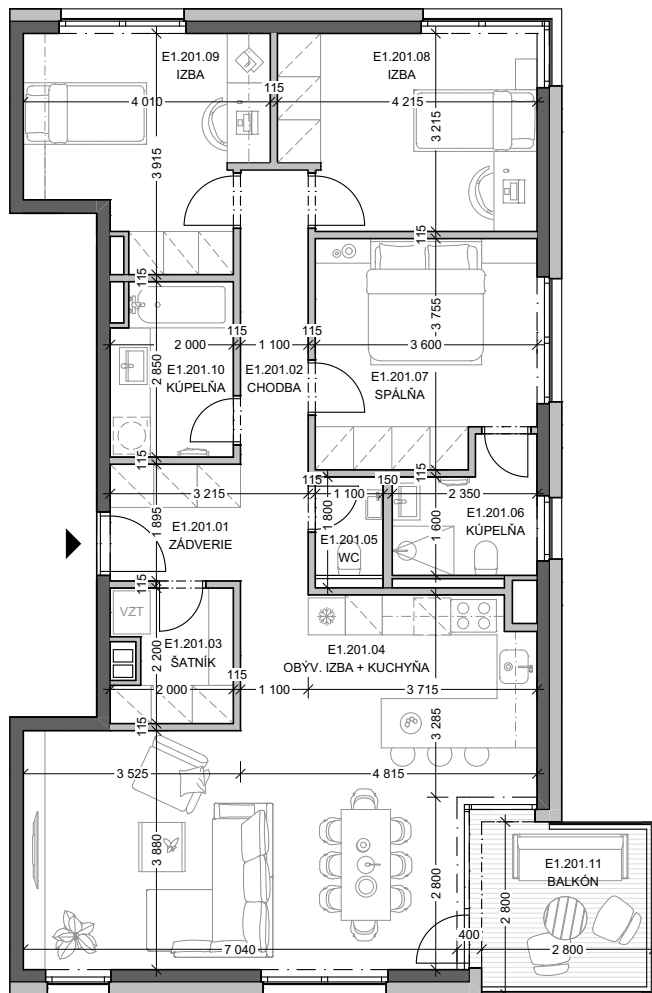 E1.201.09
IZBA
E1.201.08
IZBA
115
4 010
4 215
3 215
3 915
115
115
115
3 755
2 000
1 100
3 600
115
115
E1.201.10
KÚPEĽŇA
E1.201.02
CHODBA
E1.201.07
SPÁLŇA
2 850
115
115
3 215
115
1 100
150
2 350
1 895
E1.201.01
ZÁDVERIE
1 800
E1.201.05
WC
1 600
E1.201.06
KÚPEĽŇA
115
VZT
E1.201.03
ŠATNÍK
2 200
E1.201.04
OBÝV. IZBA + KUCHYŇA
115
2 000
1 100
3 715
3 285
115
3 525
4 815
3 880
2 800
E1.201.11
BALKÓN
2 800
400
7 040
2 800